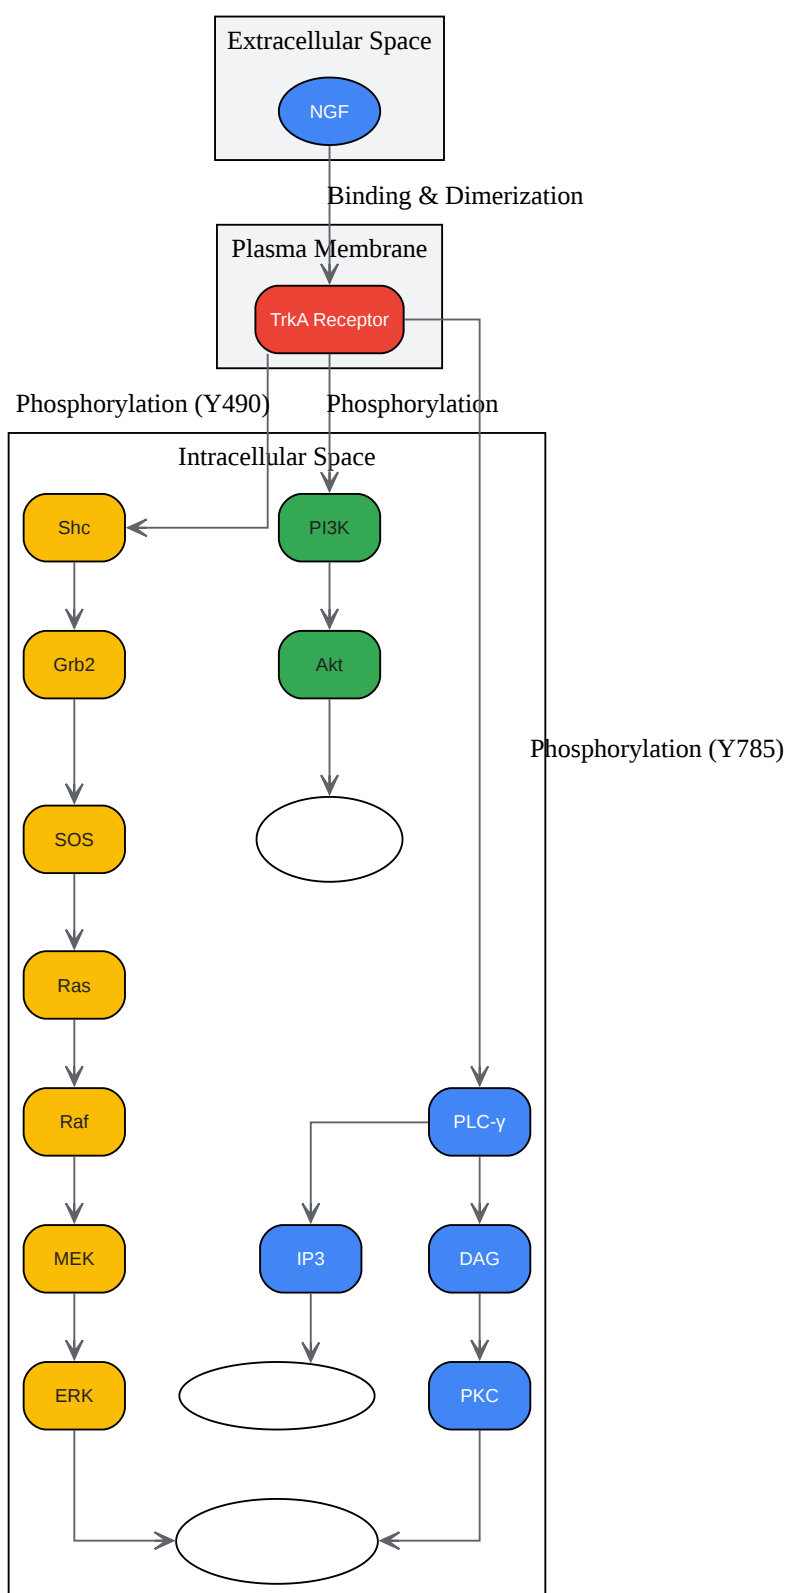 Extracellular Space
NGF
Binding & Dimerization
Plasma Membrane
TrkA Receptor
Phosphorylation (Y490)
Phosphorylation
Intracellular Space
Shc
PI3K
Grb2
Akt
Phosphorylation (Y785)
SOS
Ras
Raf
PLC-γ
MEK
IP3
DAG
ERK
PKC